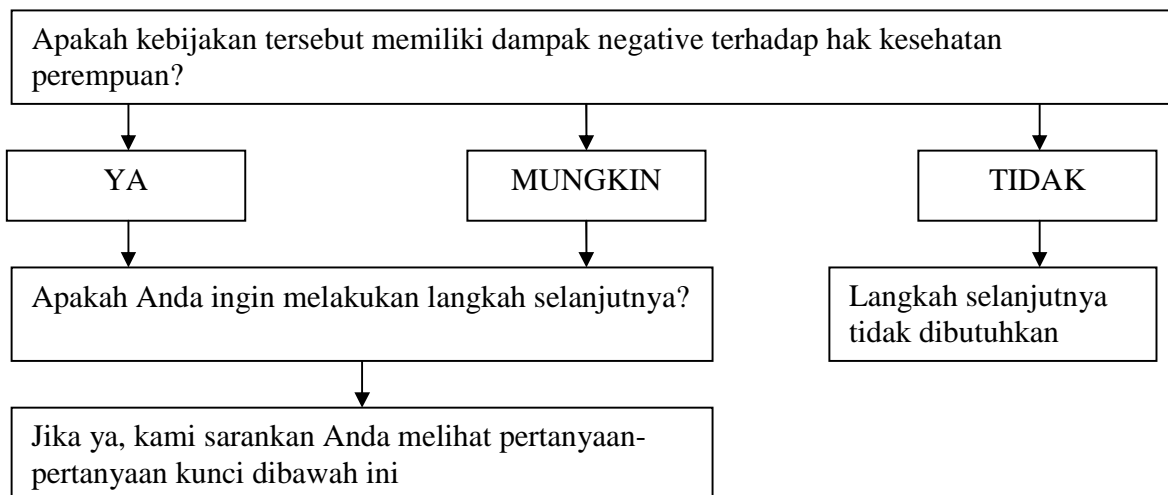 Apakah kebijakan tersebut memiliki dampak negative terhadap hak kesehatan
perempuan?
YA
MUNGKIN
TIDAK
Apakah Anda ingin melakukan langkah selanjutnya?
Langkah selanjutnya
tidak dibutuhkan
Jika ya, kami sarankan Anda melihat pertanyaan-
pertanyaan kunci dibawah ini